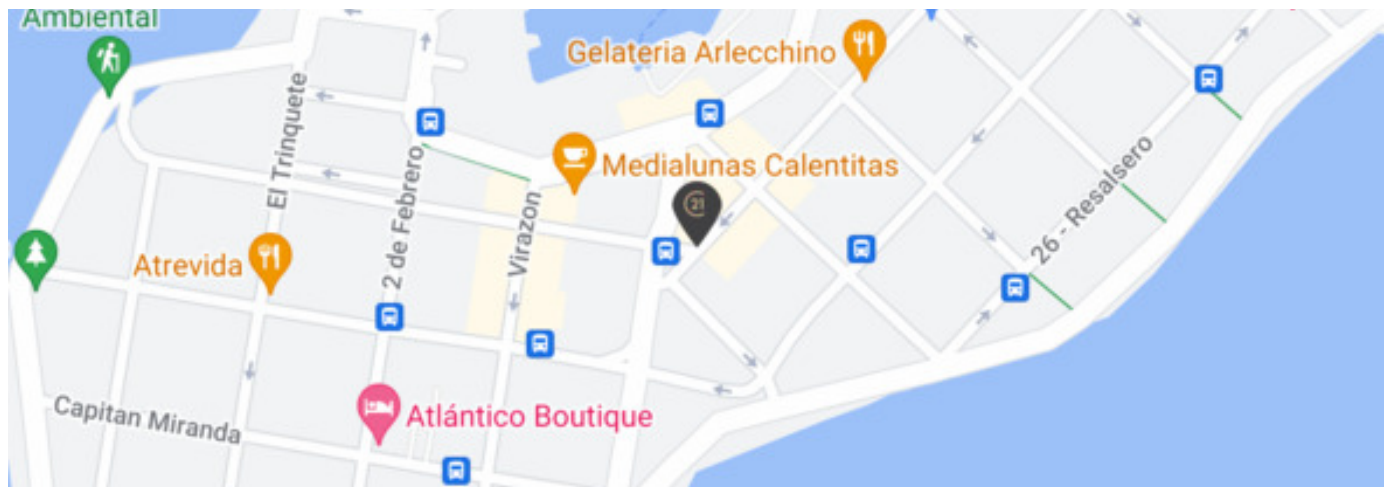 Ambiental
Gelateria Arlecchino
El Trinquete
2 de Febrero
Medialunas Calentitas
21
Virazon
26 - Resalsero
Atrevida
Atlántico Boutique
Capitan Miranda